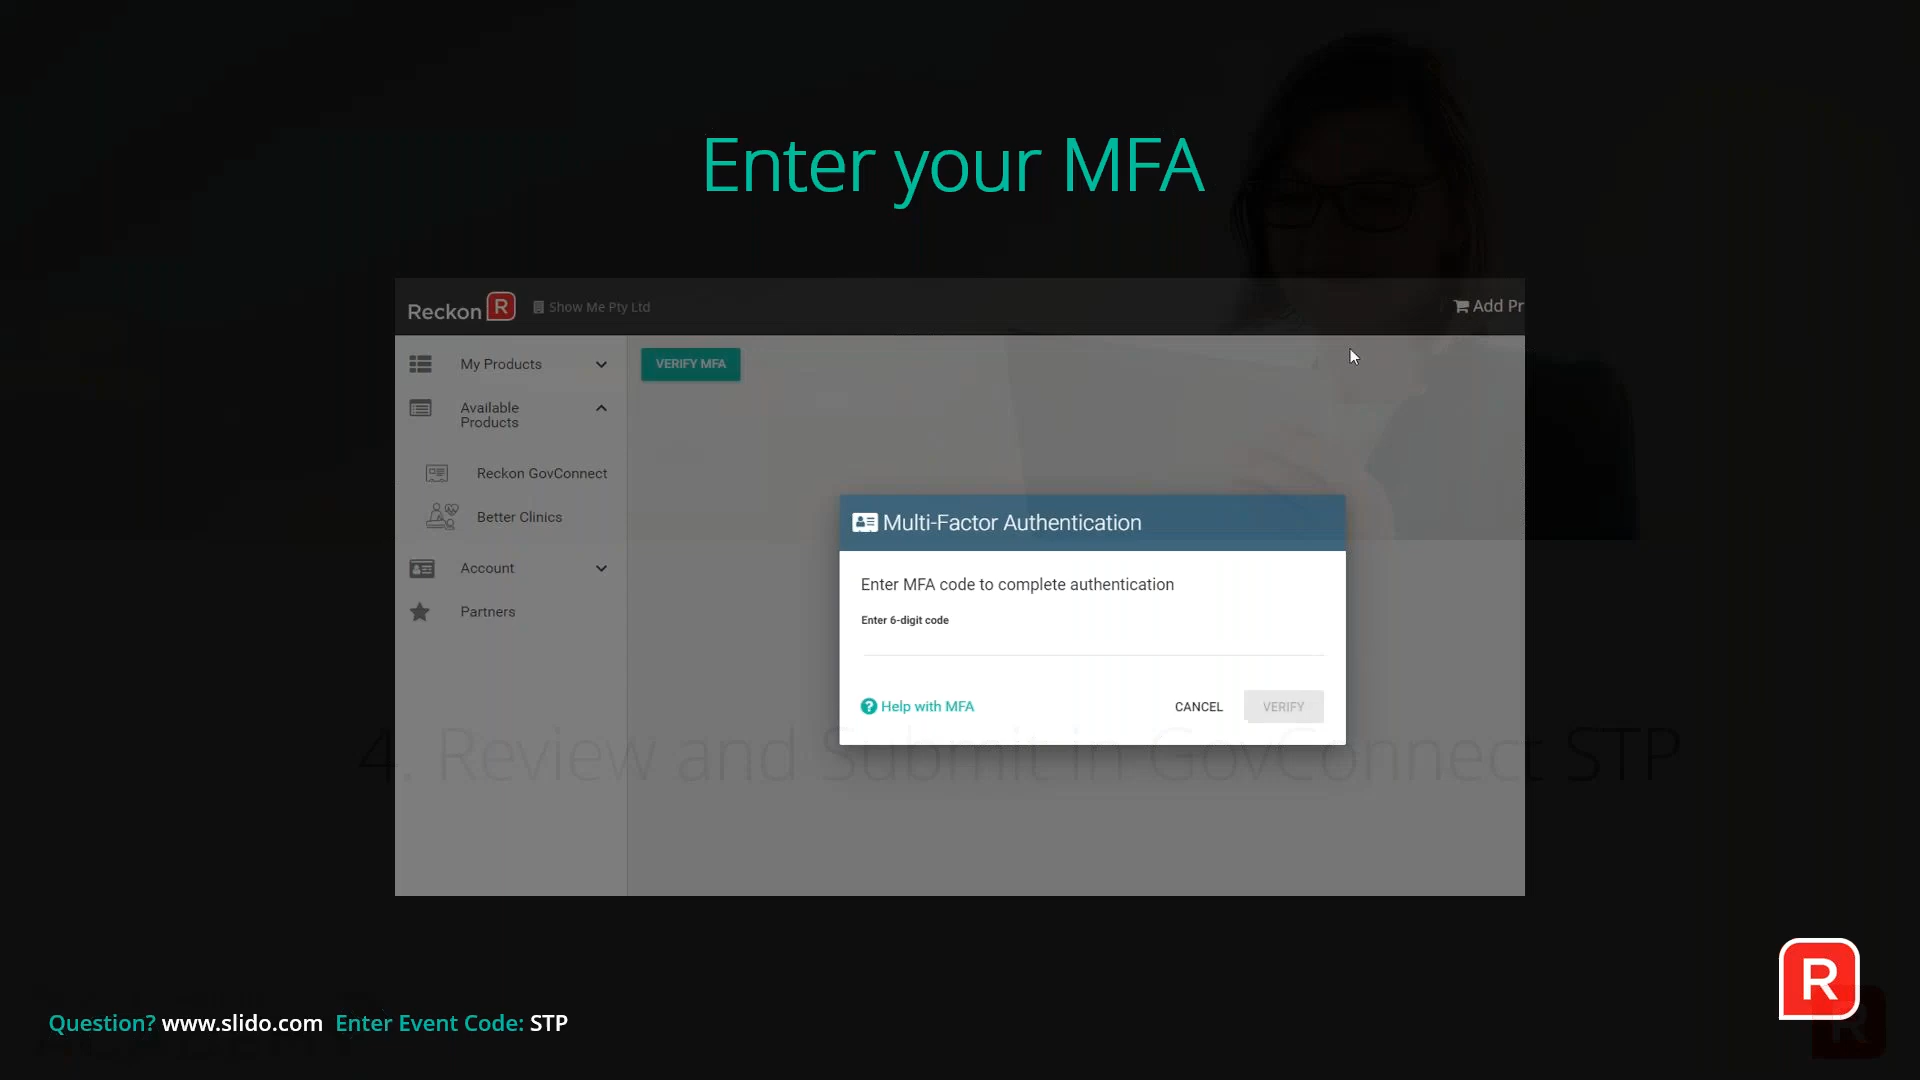 Enter your MFA
Reckon R
Show Me Pty Ltd
Add Pr
My Products
VERIFY MFA
Available
Products
Reckon GovConnect
Better Clinics
Account
Partners
Multi-Factor Authentication
Enter MFA code to complete authentication
Enter 6-digit code
? Help with MFA
CANCEL
VERIFY
4. Review and Submit in GovConnect STP
R
Question? www.slido.com Enter Event Code: STP
R
ACADEMY